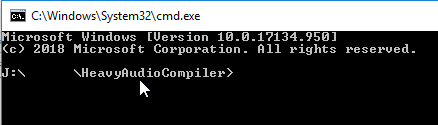 C:\Windows\System32\cmd.exe
Microsoft Windows [Version 10.0.17134.950]
(c) 2018 Microsoft Corporation. All rights reserved.
J:\ \HeavyAudioCompiler>